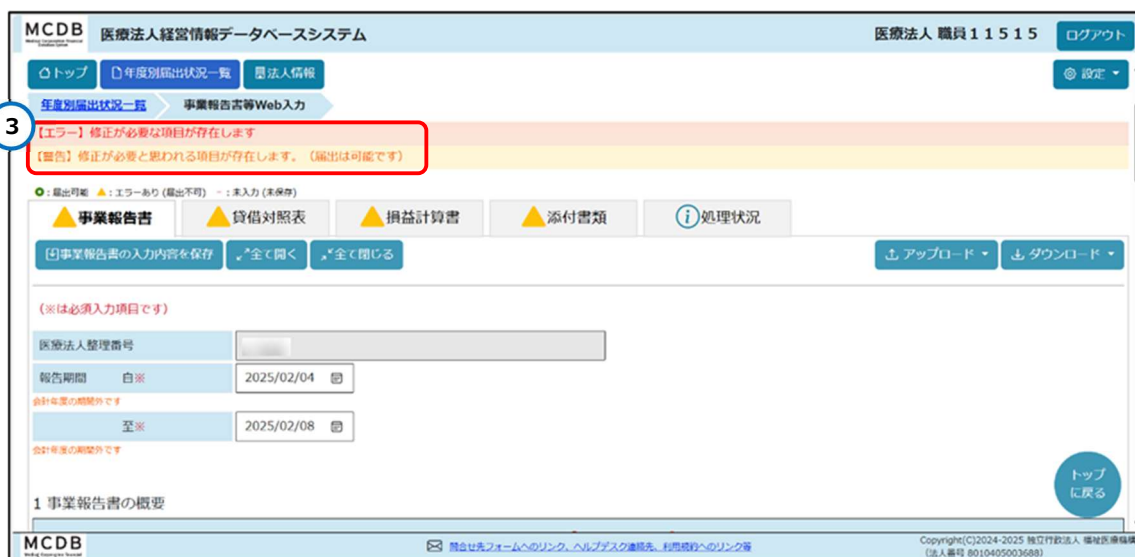 MCDB 医療法人経営情報データベースシステム 医療法人 職員11515 ログアウト
トップ 年度別届出状況一覧 法人情報 設定
年度別届出状況一覧 事業報告書等Web入力
3
【エラー】修正が必要な項目が存在します
【警告】修正が必要と思われる項目が存在します。（届出は可能です）
：届出可能 ：エラーあり (届出不可) －：未入力 (未保存)
事業報告書 貸借対照表 損益計算書 添付書類 処理状況
事業報告書の入力内容を保存 全て開く 全て閉じる アップロード ダウンロード
(※は必須入力項目です)
医療法人整理番号
報告期間 自※ 2025/02/04
会計年度の期間外です
至※ 2025/02/08
会計年度の期間外です
トップ
に戻る
1 事業報告書の概要
MCDB 問合せ先フォームへのリンク、ヘルプデスク連絡先、利用規約へのリンク等 Copyright(C)2024-2025 独立行政法人 福祉医療機構
(法人番号 8010405003688)